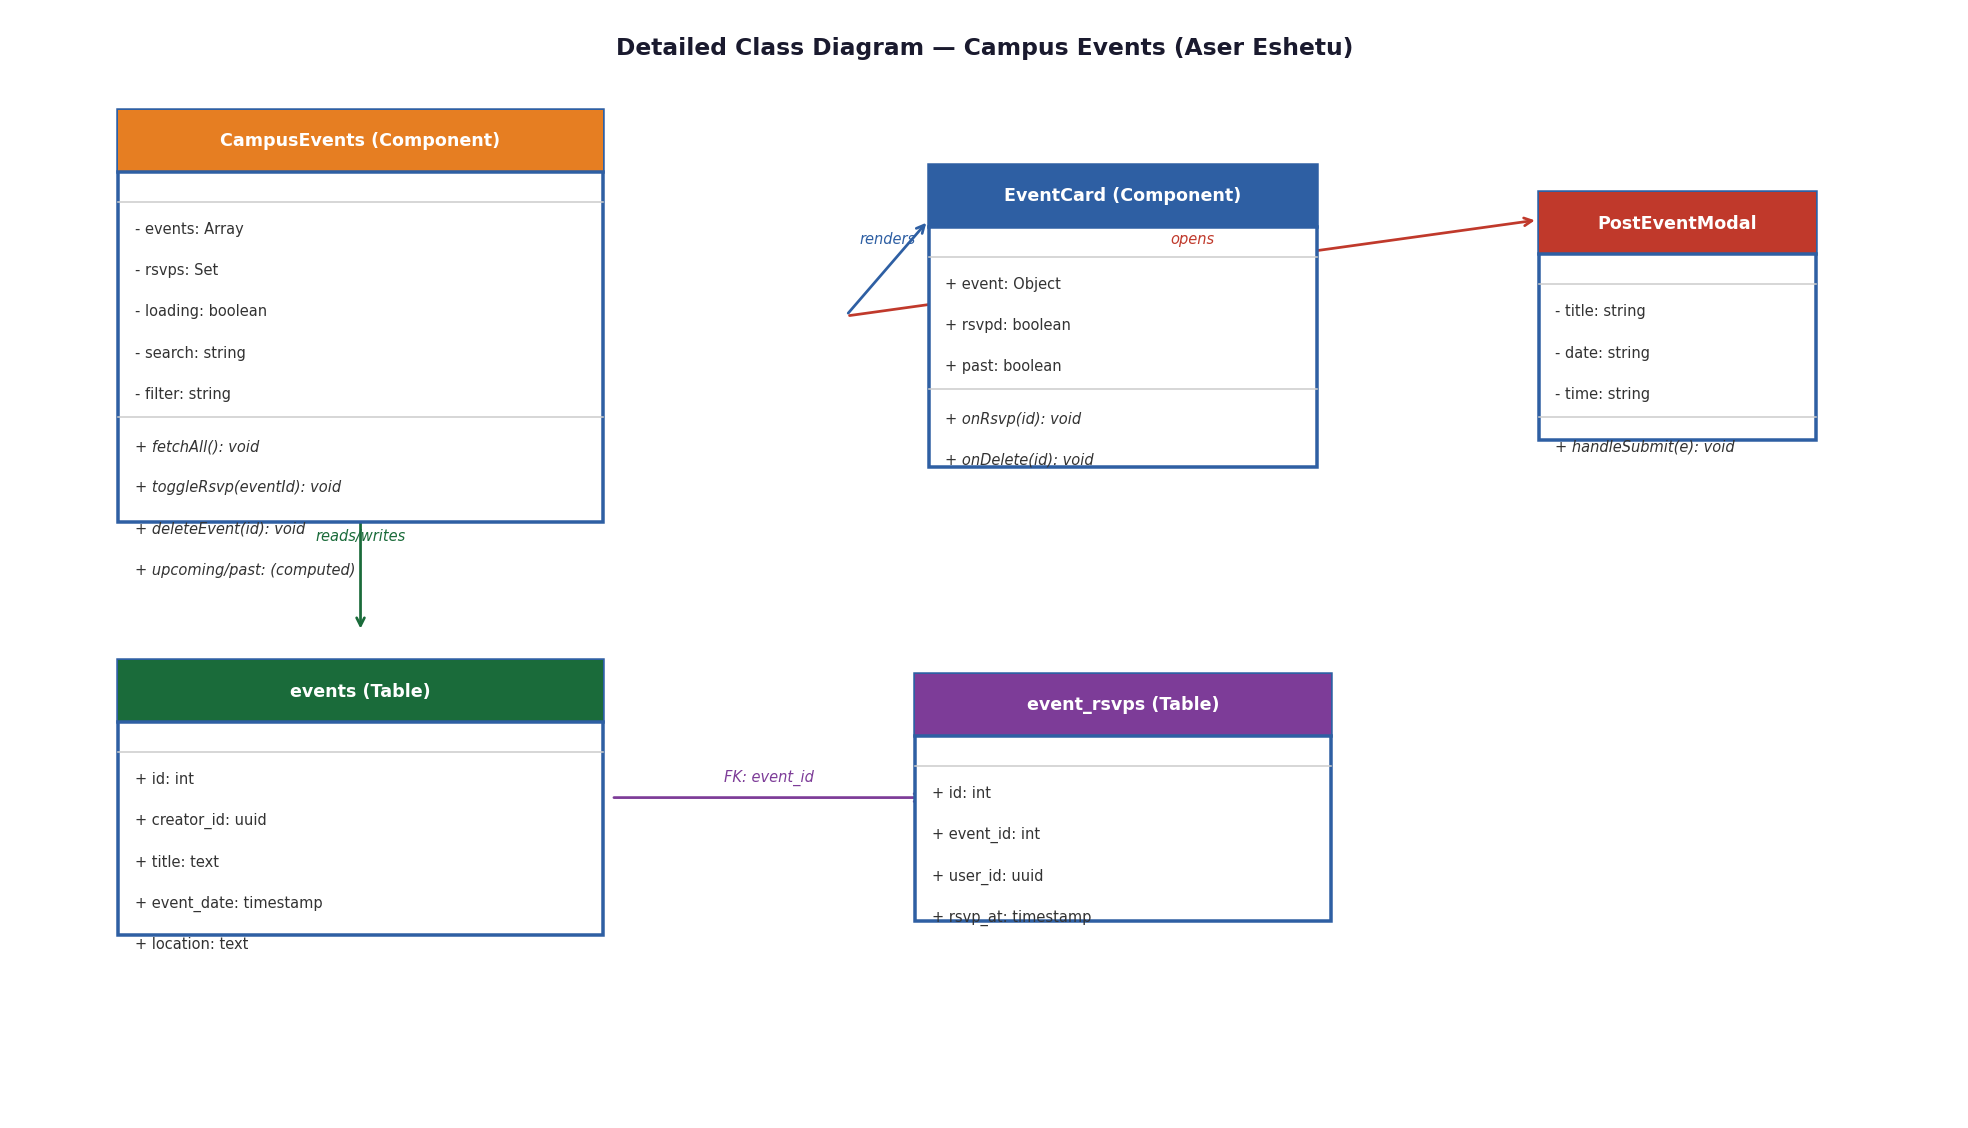 Detailed Class Diagram — Campus Events (Aser Eshetu)
CampusEvents (Component)
- events: Array
- rsvps: Set
- loading: boolean
- search: string
- filter: string
+ fetchAll(): void
+ toggleRsvp(eventId): void
+ deleteEvent(id): void
+ upcoming/past: (computed)
renders
EventCard (Component)
opens
+ event: Object
+ rsvpd: boolean
+ past: boolean
+ onRsvp(id): void
+ onDelete(id): void
PostEventModal
- title: string
- date: string
- time: string
+ handleSubmit(e): void
reads/writes
events (Table)
+ id: int
+ creator_id: uuid
+ title: text
+ event_date: timestamp
+ location: text
FK: event_id
event_rsvps (Table)
+ id: int
+ event_id: int
+ user_id: uuid
+ rsvp_at: timestamp